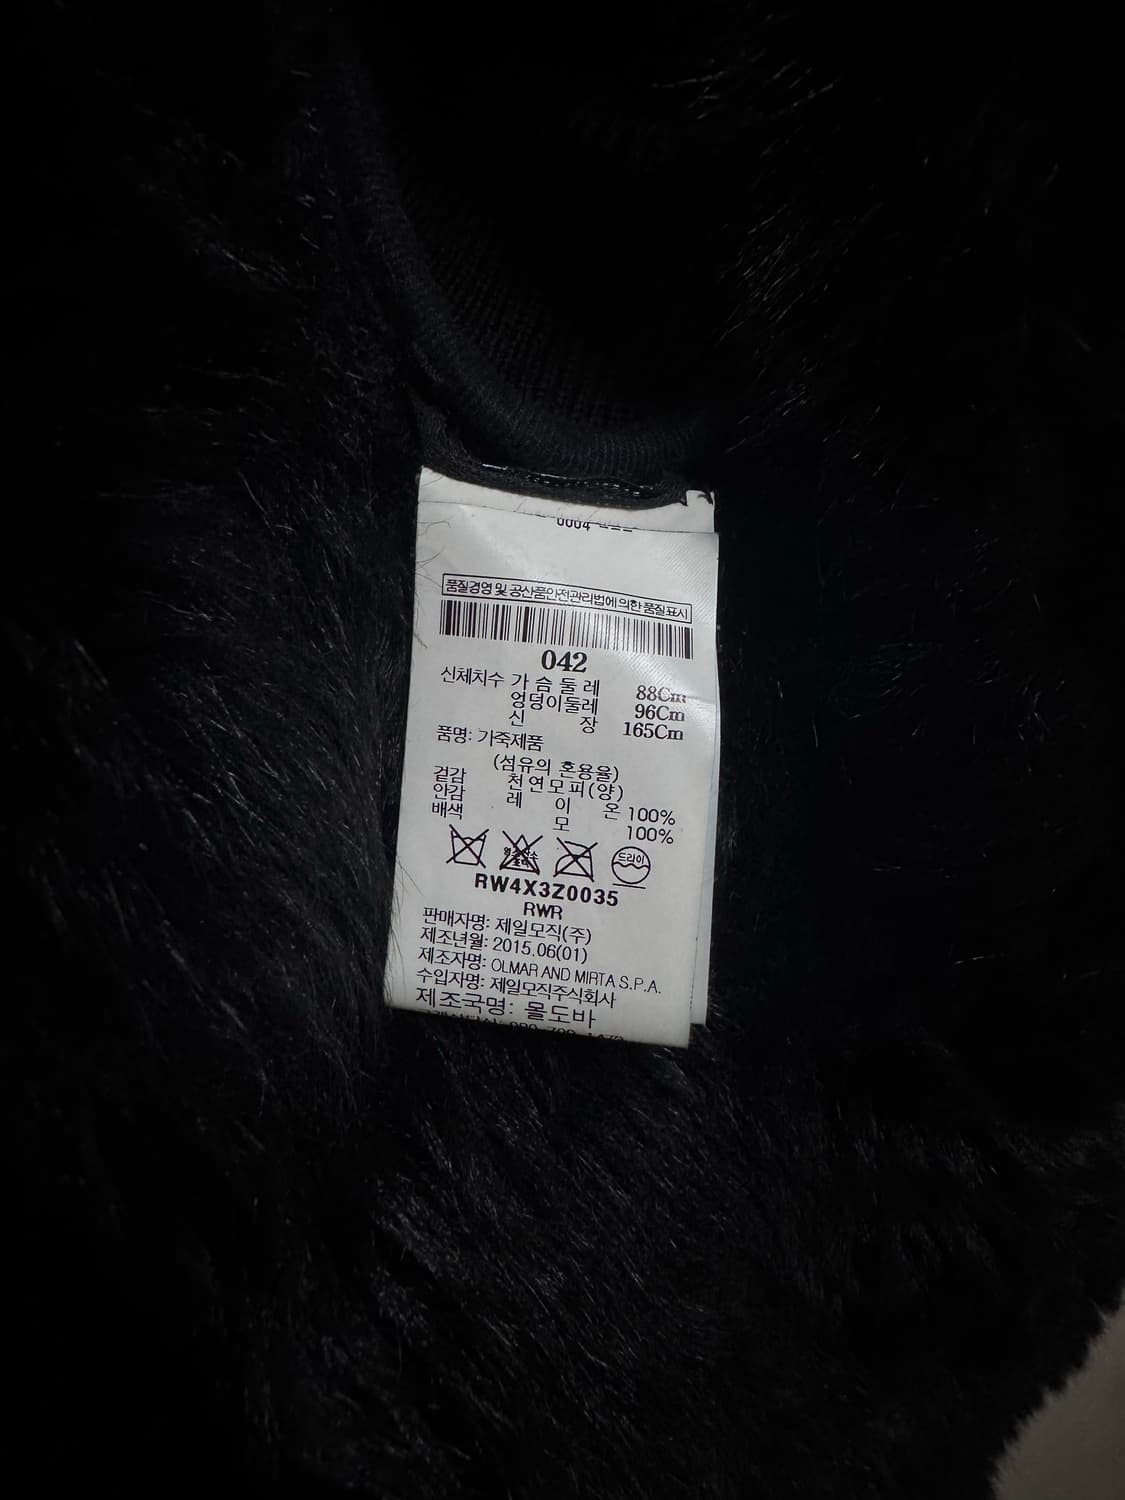 0004
품질경영 및 공산품안전관리법에 의한 품질표시
042
신체치수 가 슴 둘 레 88Cm
엉덩이둘레 96Cm
신 장 165Cm
품명: 가죽제품
(섬유의 혼용율)
겉감 천연모피(양)
안감 레 이 온 100%
배색 모 100%
드라이
RW4X3Z0035
RWR
판매자명: 제일모직(주)
제조년월: 2015.06(01)
제조자명: OLMAR AND MIRTA S.P.A.
수입자명: 제일모직주식회사
제조국명: 몰도바